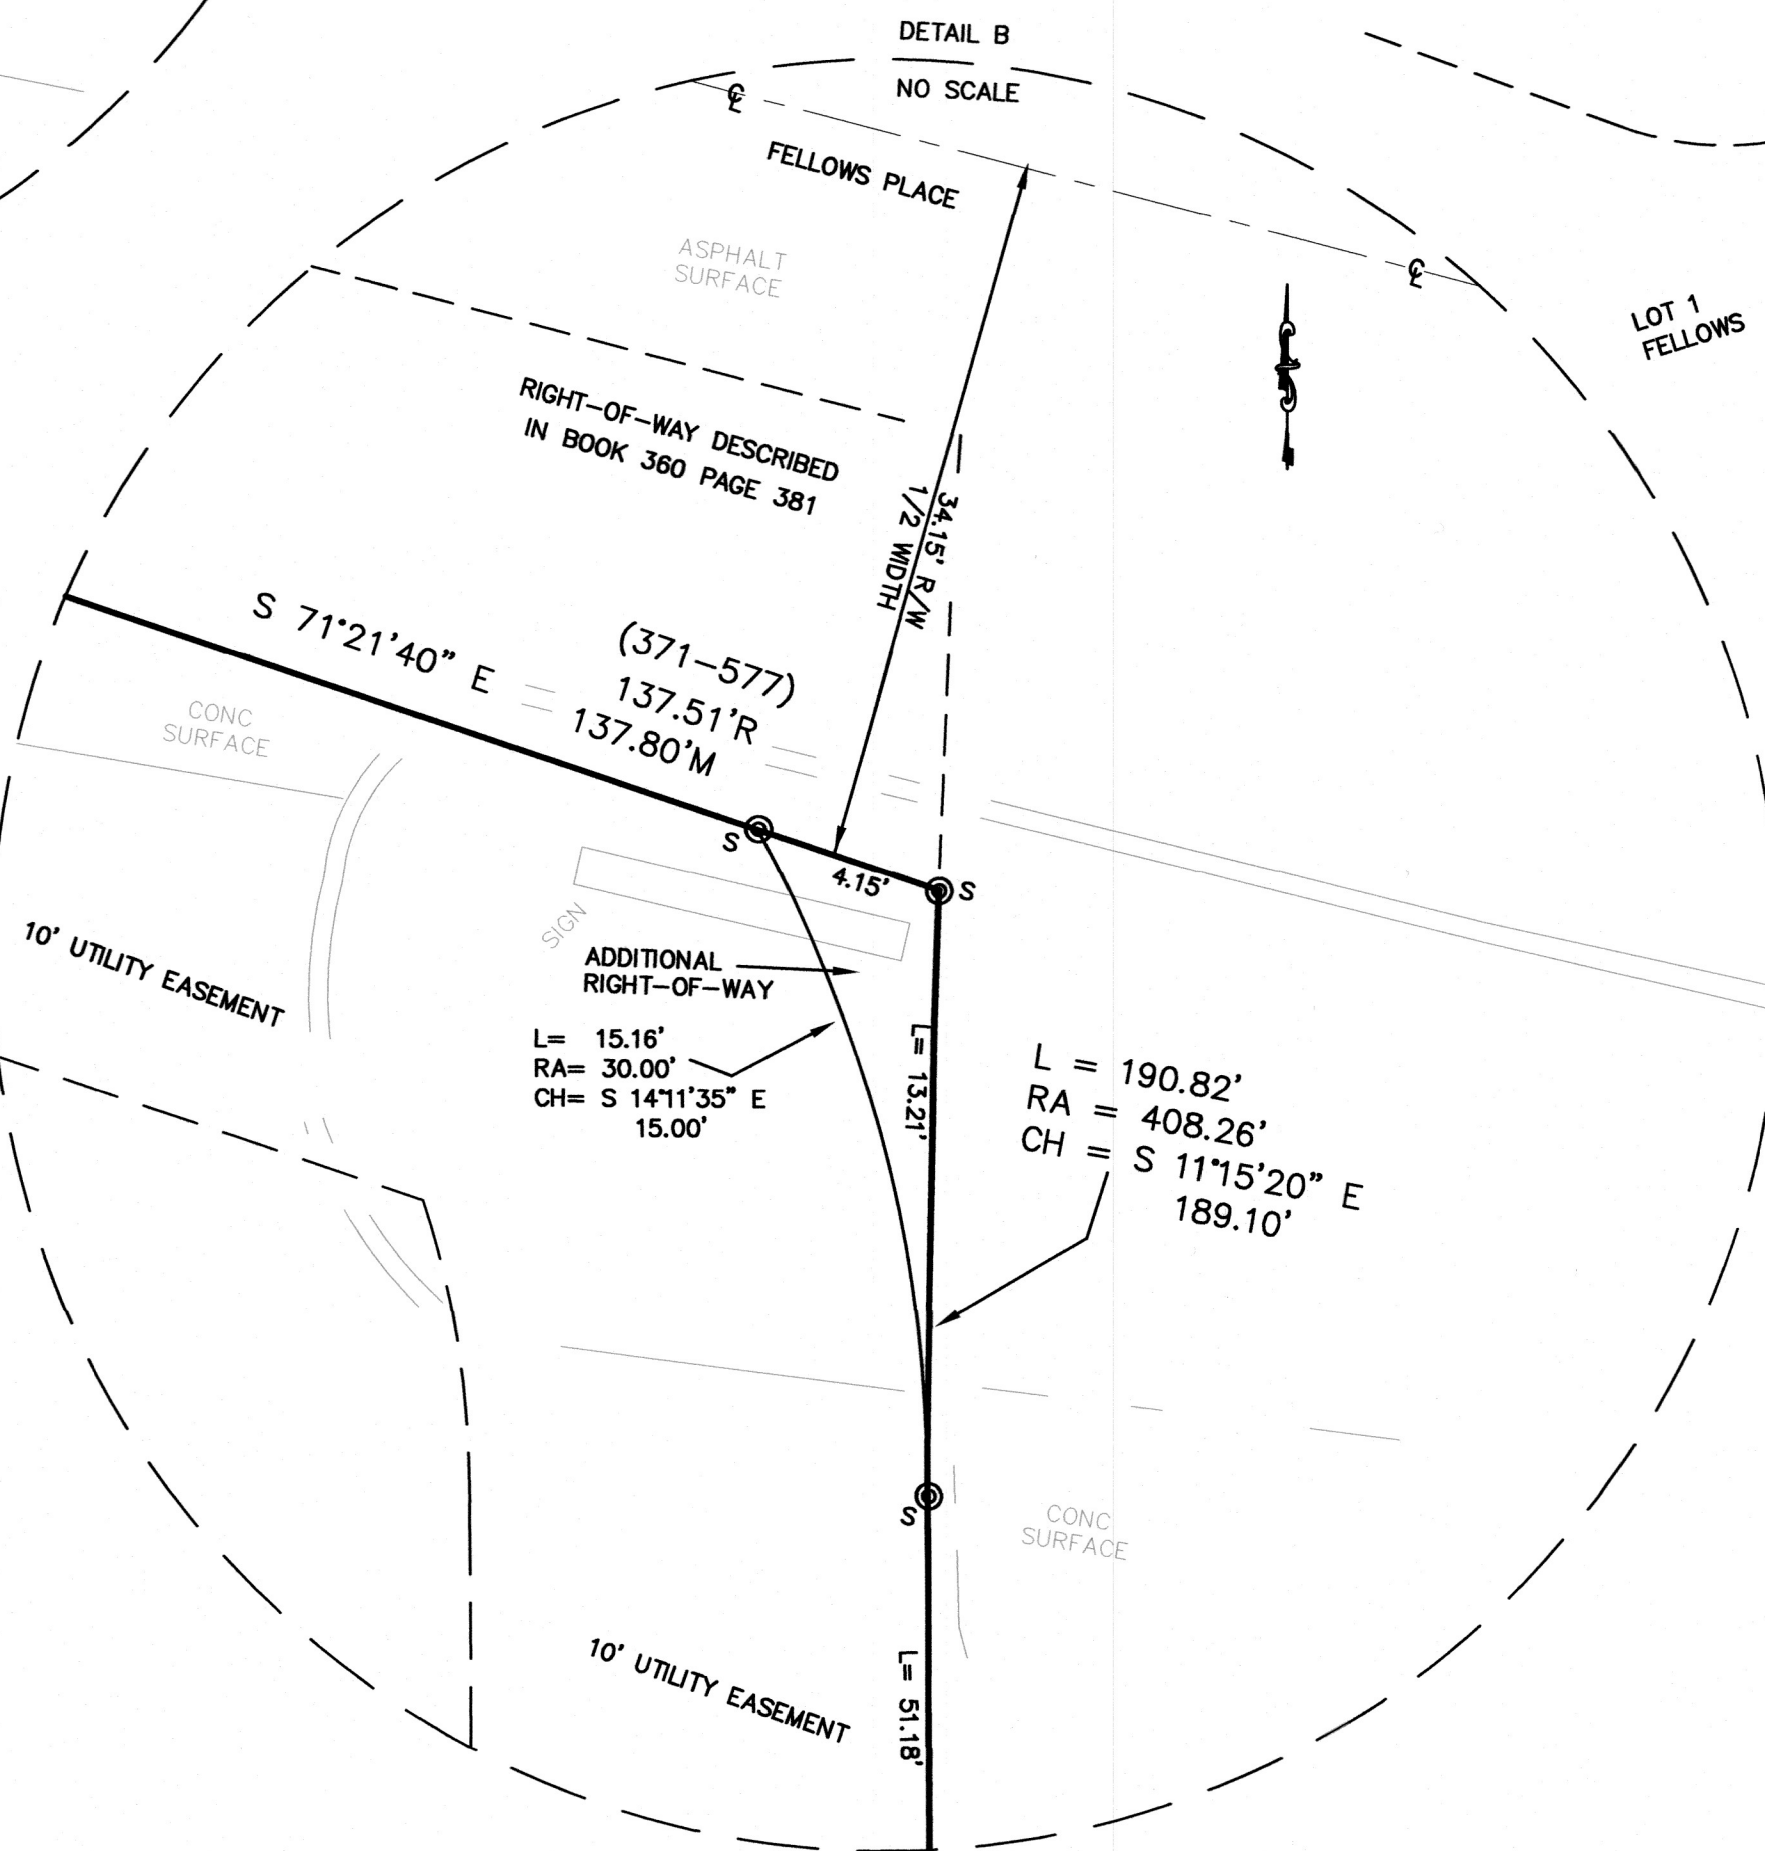 DETAIL B
NO SCALE
℄
FELLOWS PLACE
ASPHALT
SURFACE
℄
LOT 1
FELLOWS
RIGHT-OF-WAY DESCRIBED
IN BOOK 360 PAGE 381
34.15' R/W
1/2 WIDTH
S 71°21'40" E
(371-577)
137.51'R
137.80'M
CONC
SURFACE
S
4.15'
S
SIGN
10' UTILITY EASEMENT
ADDITIONAL
RIGHT-OF-WAY
L= 15.16'
RA= 30.00'
CH= S 14°11'35" E
15.00'
L= 13.21'
L = 190.82'
RA = 408.26'
CH = S 11°15'20" E
189.10'
S
CONC
SURFACE
10' UTILITY EASEMENT
L= 51.18'